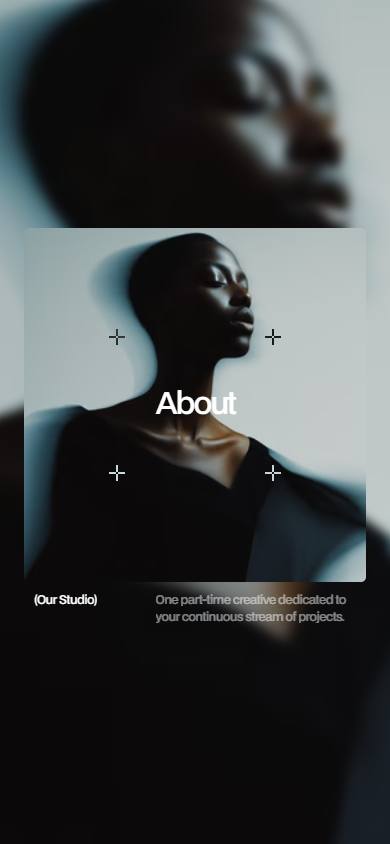 About
(Our Studio)
One part-time creative dedicated to
your continuous stream of projects.